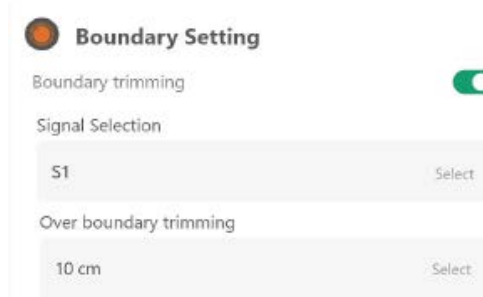 Boundary Setting
Boundary trimming
Signal Selection
S1 Select
Over boundary trimming
10 cm Select